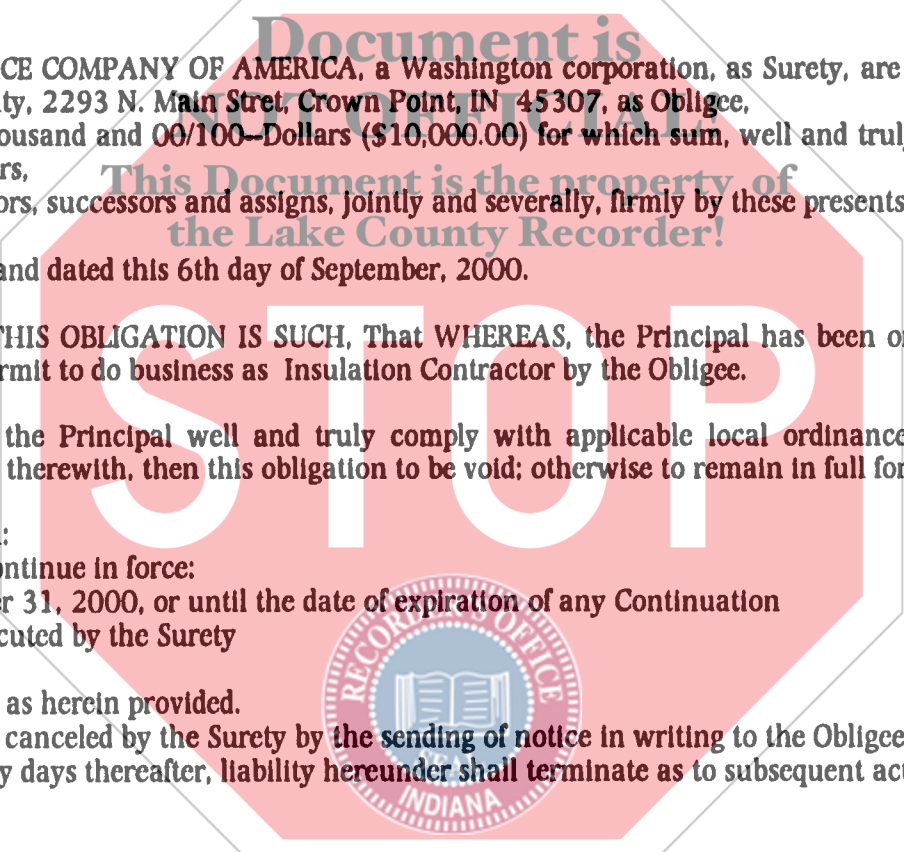 Document is
CE COMPANY OF AMERICA, a Washington corporation, as Surety, are
ty, 2293 N. Main Stret, Crown Point, IN 45307, as Obligee,
NOT OFFICIAL!
ousand and 00/100--Dollars ($10,000.00) for which sum, well and truly
rs,
This Document is the property of
ors, successors and assigns, jointly and severally, firmly by these presents
the Lake County Recorder!
and dated this 6th day of September, 2000.
THIS OBLIGATION IS SUCH, That WHEREAS, the Principal has been or
rmit to do business as Insulation Contractor by the Obligee.
STOP
the Principal well and truly comply with applicable local ordinance
therewith, then this obligation to be void; otherwise to remain in full for
:
ontinue in force:
r 31, 2000, or until the date of expiration of any Continuation
cuted by the Surety
as herein provided.
canceled by the Surety by the sending of notice in writing to the Obligee
y days thereafter, liability hereunder shall terminate as to subsequent act
RECORDER'S OFFICE
SEAL
INDIANA